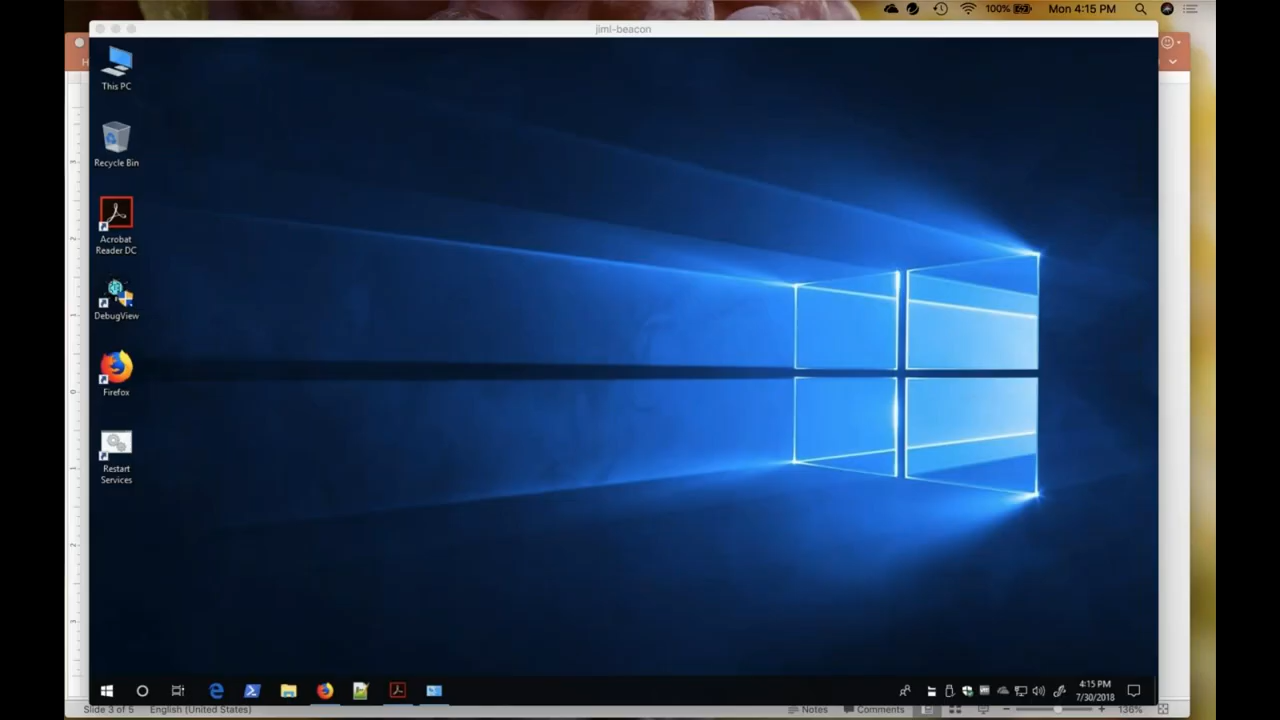 100%
Mon 4:15 PM
jiml-beacon
H
This PC
Recycle Bin
Acrobat
Reader DC
DebugView
Firefox
Restart
Services
4:15 PM
7/30/2018
Slide 3 of 5
English (United States)
Notes
Comments
136%